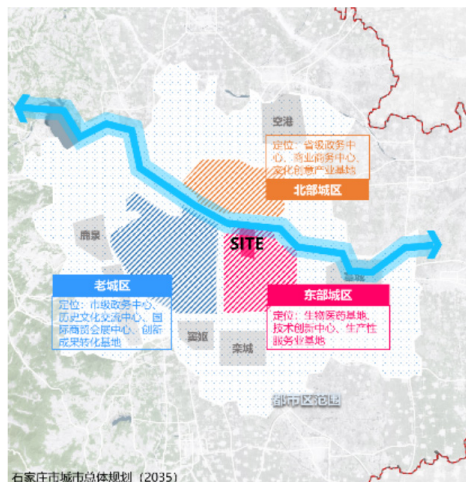 空港
定位：省级政务中
心、商业商务中心、
文化创意产业基地
北部城区
鹿泉
SITE
老城区
定位：市级政务中心、
历史文化交流中心、国
际商贸会展中心、创新
成果转化基地
东部城区
定位：生物医药基地、
技术创新中心、生产性
服务业基地
窦妪
栾城
都市区范围
石家庄市城市总体规划（2035）